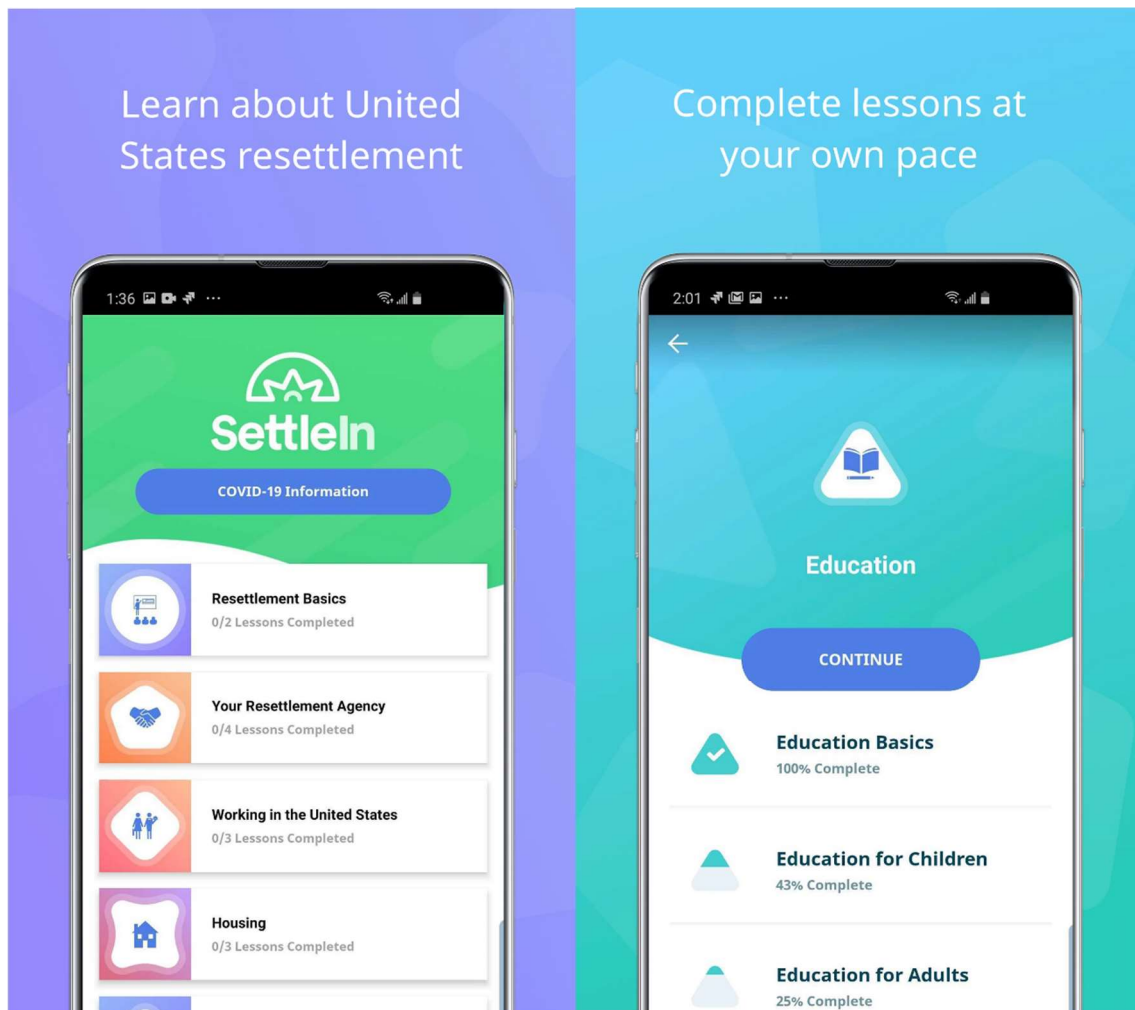 Learn about United
States resettlement
1:36
SettleIn
COVID-19 Information
Resettlement Basics
0/2 Lessons Completed
Your Resettlement Agency
0/4 Lessons Completed
Working in the United States
0/3 Lessons Completed
Housing
0/3 Lessons Completed
Complete lessons at
your own pace
2:01
Education
CONTINUE
Education Basics
100% Complete
Education for Children
43% Complete
Education for Adults
25% Complete